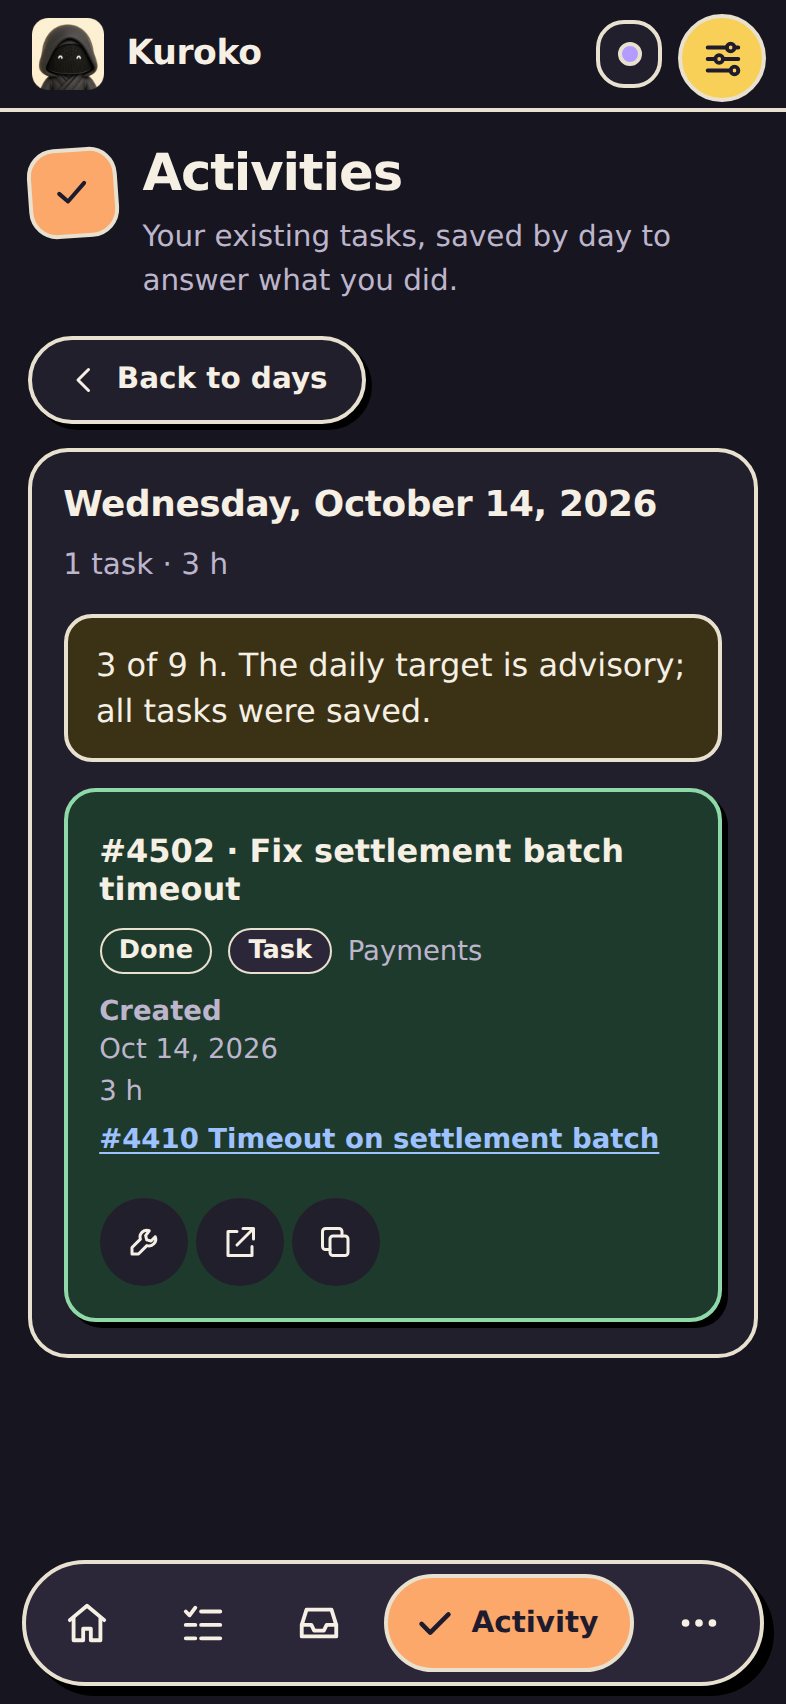 Kuroko
Activities
Your existing tasks, saved by day to
answer what you did.
Back to days
Wednesday, October 14, 2026
1 task · 3 h
3 of 9 h. The daily target is advisory;
all tasks were saved.
#4502 · Fix settlement batch
timeout
Done Task Payments
Created
Oct 14, 2026
3 h
#4410 Timeout on settlement batch
Activity